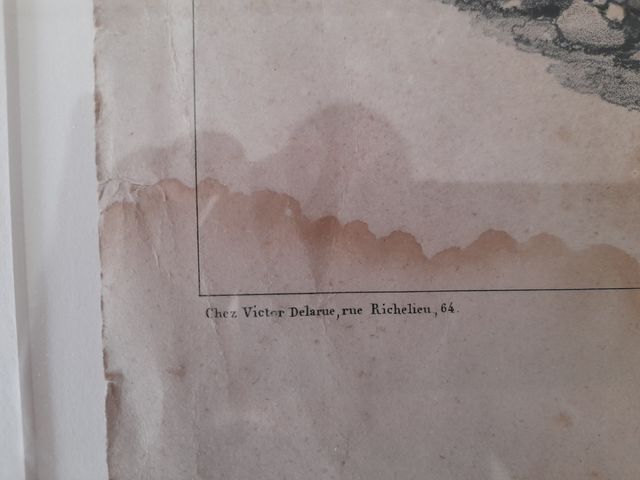 Chez Victor Delarue, rue Richelieu, 64.